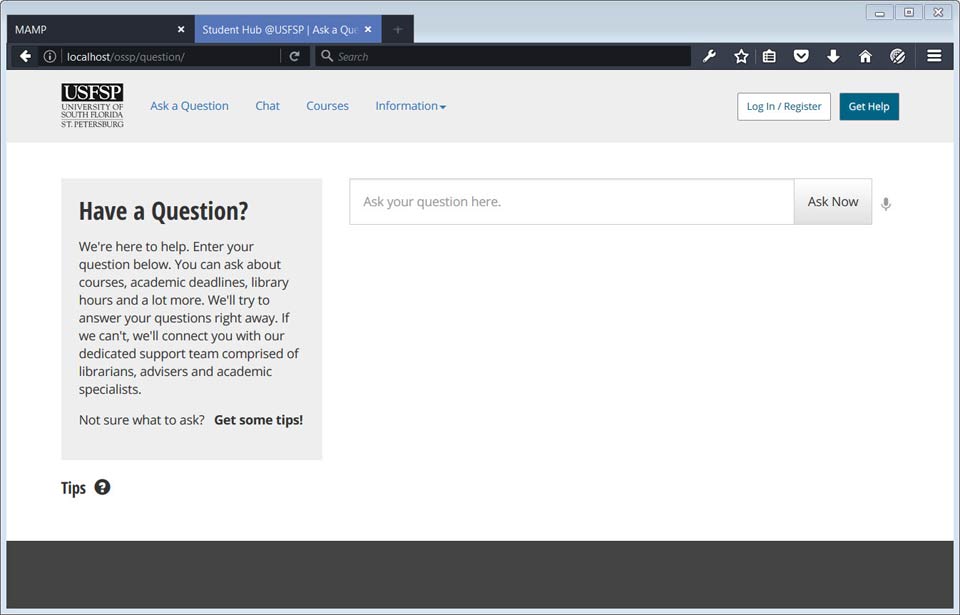 MAMP
Student Hub @USFSP | Ask a Que
localhost/ossp/question/
Search
USFSP
UNIVERSITY OF
SOUTH FLORIDA
ST. PETERSBURG
Ask a Question
Chat
Courses
Information
Log In / Register
Get Help
Have a Question?
We're here to help. Enter your
question below. You can ask about
courses, academic deadlines, library
hours and a lot more. We'll try to
answer your questions right away. If
we can't, we'll connect you with our
dedicated support team comprised of
librarians, advisers and academic
specialists.
Not sure what to ask? Get some tips!
Ask your question here.
Ask Now
Tips